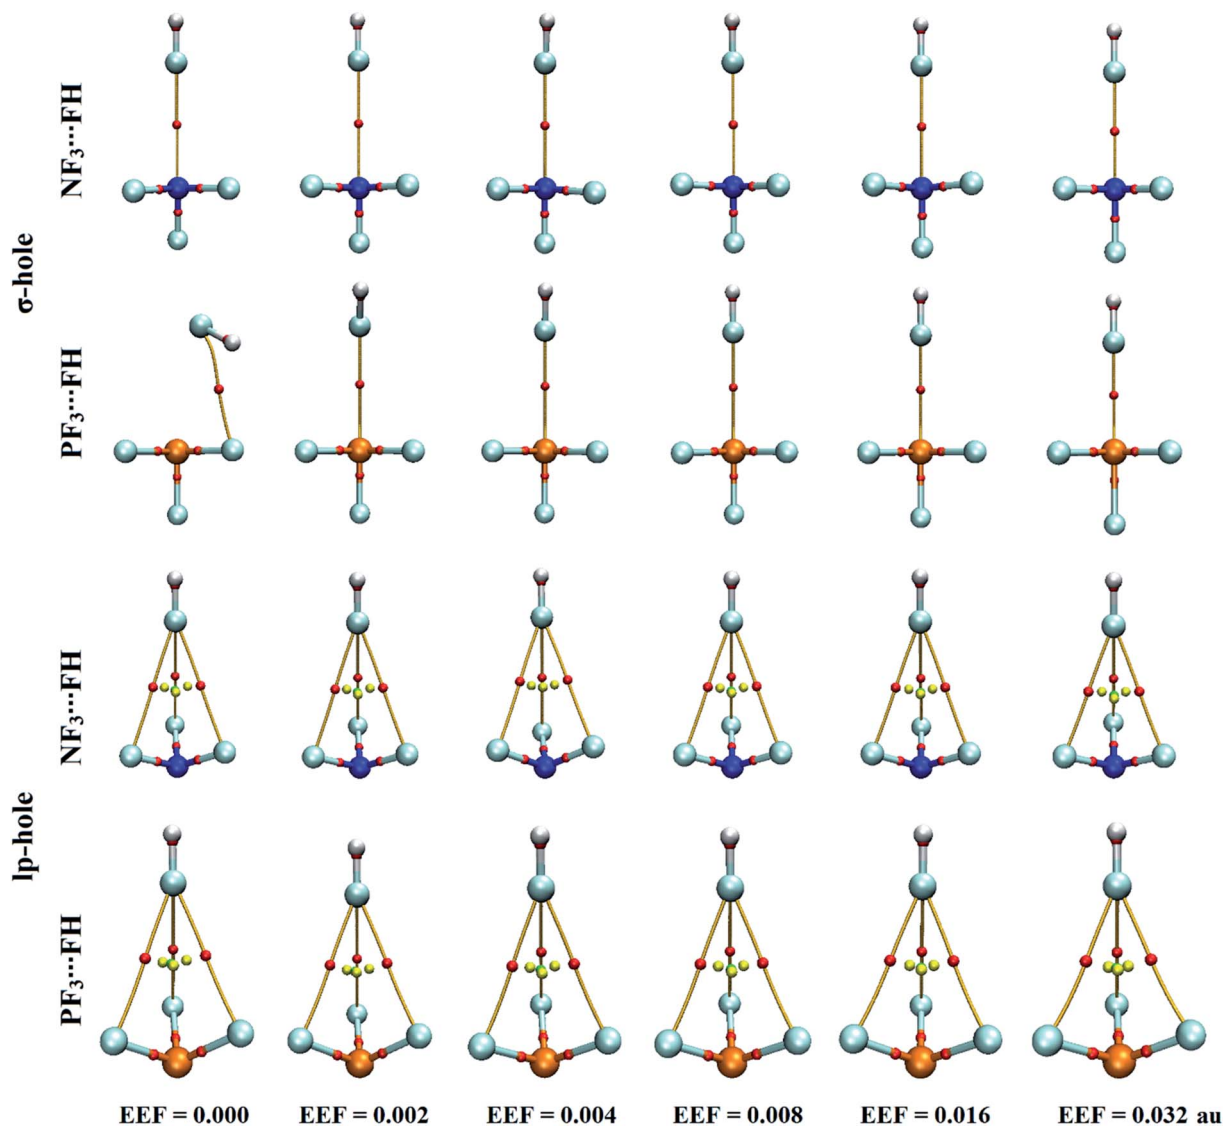 σ-hole
NF₃···FH
PF₃···FH
lp-hole
NF₃···FH
PF₃···FH
EEF = 0.000 EEF = 0.002 EEF = 0.004 EEF = 0.008 EEF = 0.016 EEF = 0.032 au